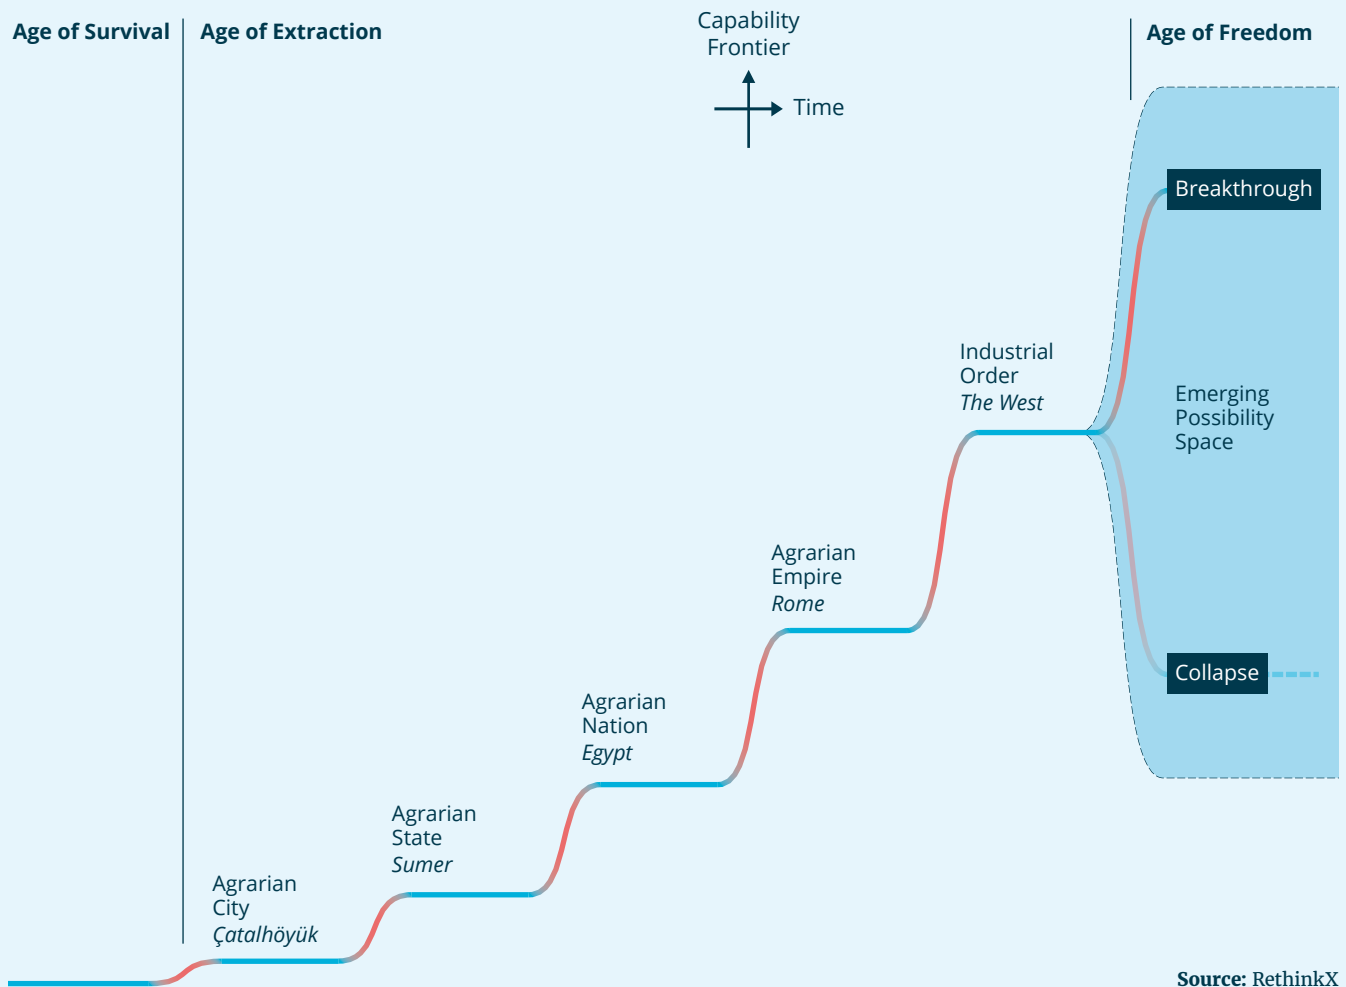 Age of Survival
Age of Extraction
Capability
Frontier
Time
Age of Freedom
Breakthrough
Industrial
Order
The West
Emerging
Possibility
Space
Agrarian
Empire
Rome
Collapse
Agrarian
Nation
Egypt
Agrarian
State
Sumer
Agrarian
City
Çatalhöyük
Source: RethinkX